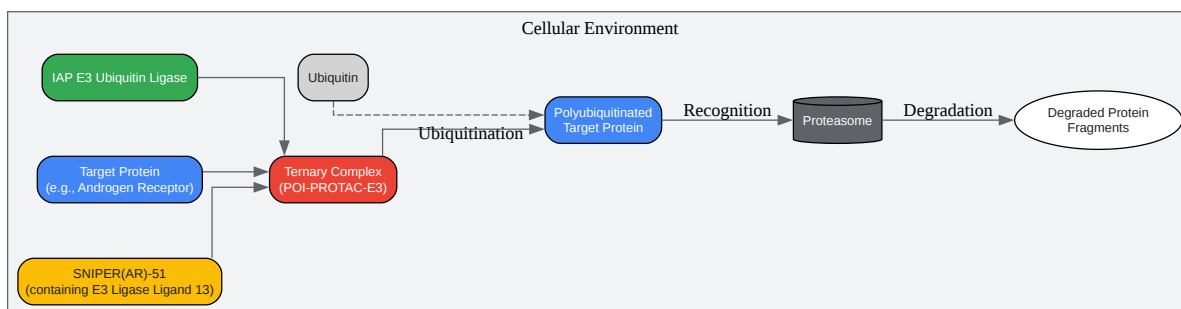 Cellular Environment
IAP E3 Ubiquitin Ligase
Ubiquitin
Target Protein
(e.g., Androgen Receptor)
SNIPER(AR)-51
(containing E3 Ligase Ligand 13)
Ternary Complex
(POI-PROTAC-E3)
Ubiquitination
Polyubiquitinated
Target Protein
Recognition
Proteasome
Degradation
Degraded Protein
Fragments